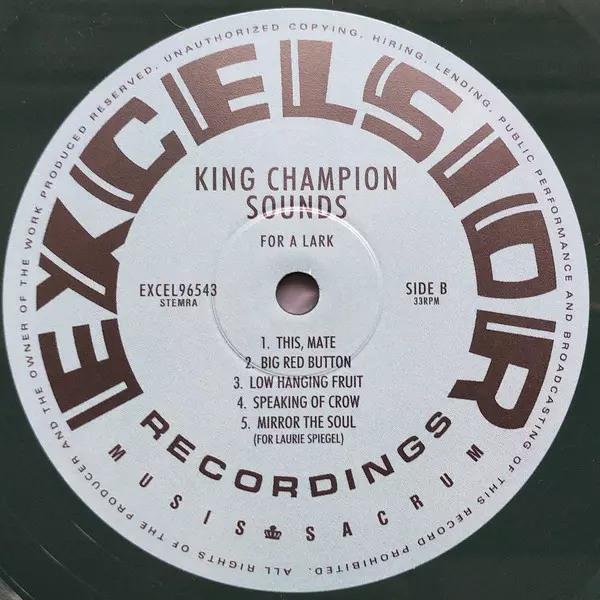 ALL RIGHTS OF THE PRODUCER AND THE OWNER OF THE WORK PRODUCED RESERVED. UNAUTHORIZED COPYING, HIRING, LENDING, PUBLIC PERFORMANCE AND BROADCASTING OF THIS RECORD PROHIBITED.
EXCELSIOR
KING CHAMPION
SOUNDS
FOR A LARK
EXCEL96543
STEMRA
SIDE B
33RPM
1. THIS, MATE
2. BIG RED BUTTON
3. LOW HANGING FRUIT
4. SPEAKING OF CROW
5. MIRROR THE SOUL
(FOR LAURIE SPIEGEL)
RECORDINGS
MUSIS SACRUM